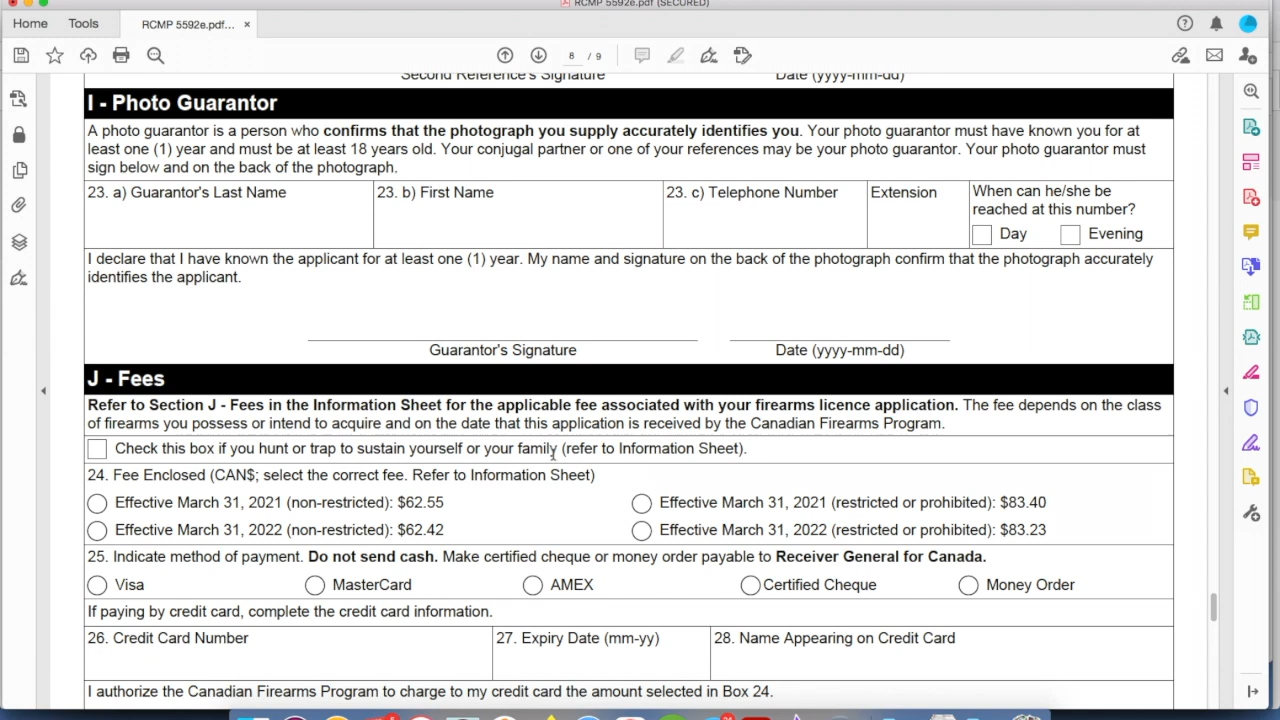 RCMP 5592e.pdf (SECURED)
Home
Tools
RCMP 5592e.pdf... ×
8 / 9
Second Reference's Signature
Date (yyyy-mm-dd)
I - Photo Guarantor
A photo guarantor is a person who confirms that the photograph you supply accurately identifies you. Your photo guarantor must have known you for at
least one (1) year and must be at least 18 years old. Your conjugal partner or one of your references may be your photo guarantor. Your photo guarantor must
sign below and on the back of the photograph.
23. a) Guarantor's Last Name
23. b) First Name
23. c) Telephone Number
Extension
When can he/she be
reached at this number?
Day
Evening
I declare that I have known the applicant for at least one (1) year. My name and signature on the back of the photograph confirm that the photograph accurately
identifies the applicant.
Guarantor's Signature
Date (yyyy-mm-dd)
J - Fees
Refer to Section J - Fees in the Information Sheet for the applicable fee associated with your firearms licence application. The fee depends on the class
of firearms you possess or intend to acquire and on the date that this application is received by the Canadian Firearms Program.
Check this box if you hunt or trap to sustain yourself or your family (refer to Information Sheet).
24. Fee Enclosed (CAN$; select the correct fee. Refer to Information Sheet)
Effective March 31, 2021 (non-restricted): $62.55
Effective March 31, 2021 (restricted or prohibited): $83.40
Effective March 31, 2022 (non-restricted): $62.42
Effective March 31, 2022 (restricted or prohibited): $83.23
25. Indicate method of payment. Do not send cash. Make certified cheque or money order payable to Receiver General for Canada.
Visa
MasterCard
AMEX
Certified Cheque
Money Order
If paying by credit card, complete the credit card information.
26. Credit Card Number
27. Expiry Date (mm-yy)
28. Name Appearing on Credit Card
I authorize the Canadian Firearms Program to charge to my credit card the amount selected in Box 24.